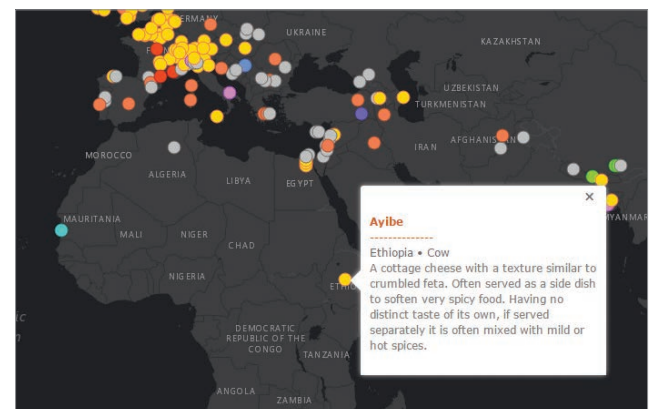 GERMANY
UKRAINE
KAZAKHSTAN
UZBEKISTAN
TURKMENISTAN
AFGHANISTAN
IRAN
MOROCCO
ALGERIA
LIBYA
EGYPT
MYANMAR
MAURITANIA
MALI
NIGER
CHAD
NIGERIA
DEMOCRATIC
REPUBLIC OF THE
CONGO
TANZANIA
ANGOLA
ZAMBIA
×
Ayibe
--------------
Ethiopia • Cow
A cottage cheese with a texture similar to
crumbled feta. Often served as a side dish
to soften very spicy food. Having no
distinct taste of its own, if served
separately it is often mixed with mild or
hot spices.